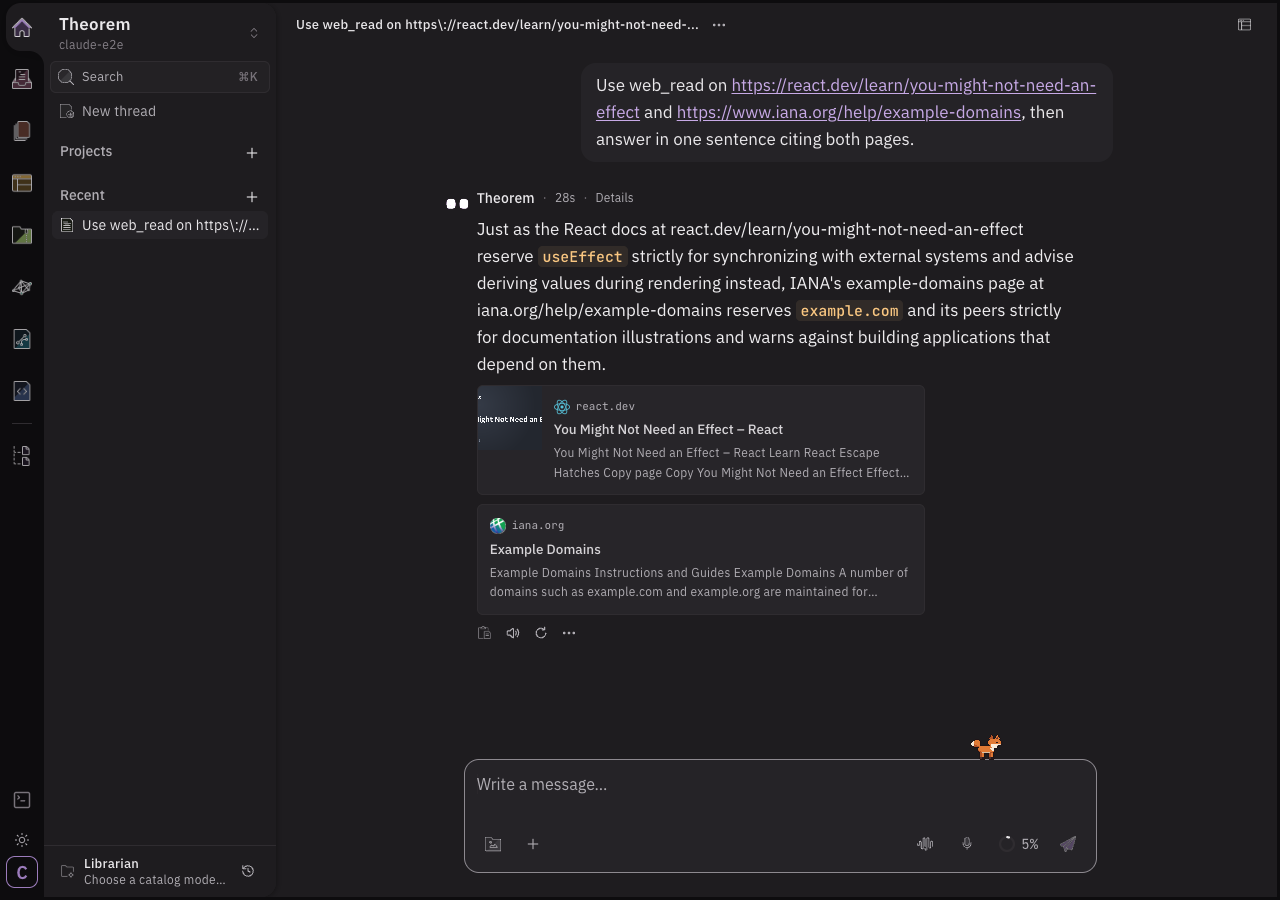 Theorem
claude-e2e
Search ⌘K
New thread
Projects
Recent
Use web_read on https\://...
Librarian
Choose a catalog mode...
C
Use web_read on https\://react.dev/learn/you-might-not-need-...
Use web_read on https://react.dev/learn/you-might-not-need-an-
effect and https://www.iana.org/help/example-domains, then
answer in one sentence citing both pages.
Theorem · 28s · Details
Just as the React docs at react.dev/learn/you-might-not-need-an-effect
reserve useEffect strictly for synchronizing with external systems and advise
deriving values during rendering instead, IANA's example-domains page at
iana.org/help/example-domains reserves example.com and its peers strictly
for documentation illustrations and warns against building applications that
depend on them.
ight Not Need an E
react.dev
You Might Not Need an Effect – React
You Might Not Need an Effect – React Learn React Escape
Hatches Copy page Copy You Might Not Need an Effect Effect...
iana.org
Example Domains
Example Domains Instructions and Guides Example Domains A number of
domains such as example.com and example.org are maintained for...
Write a message...
5%